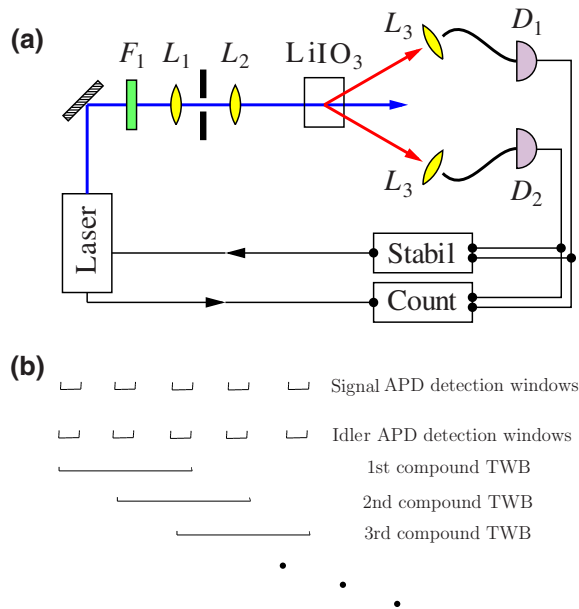 (a)
F1 L1 L2 LiIO3 L3 D1
L3 D2
Laser
Stabil
Count
(b)
Signal APD detection windows
Idler APD detection windows
1st compound TWB
2nd compound TWB
3rd compound TWB